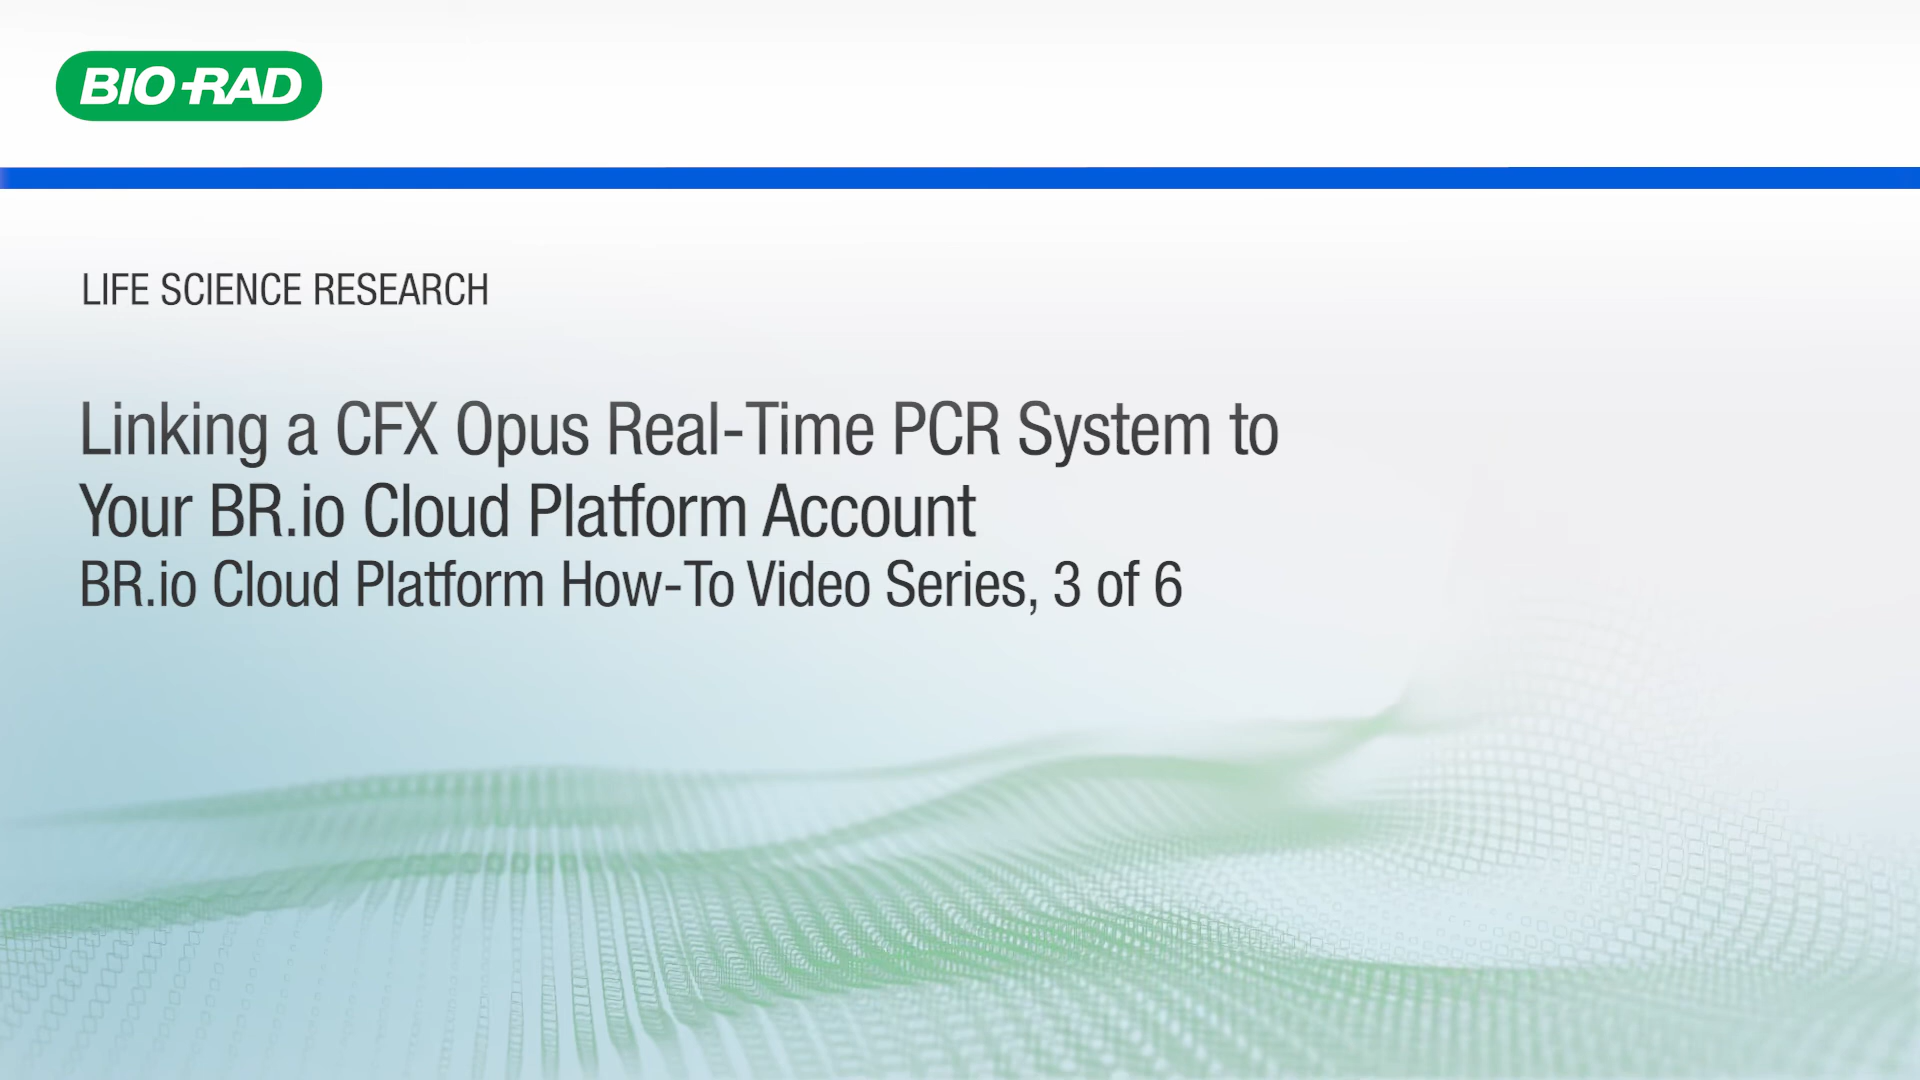 BIO-RAD
LIFE SCIENCE RESEARCH
Linking a CFX Opus Real-Time PCR System to
Your BR.io Cloud Platform Account
BR.io Cloud Platform How-To Video Series, 3 of 6